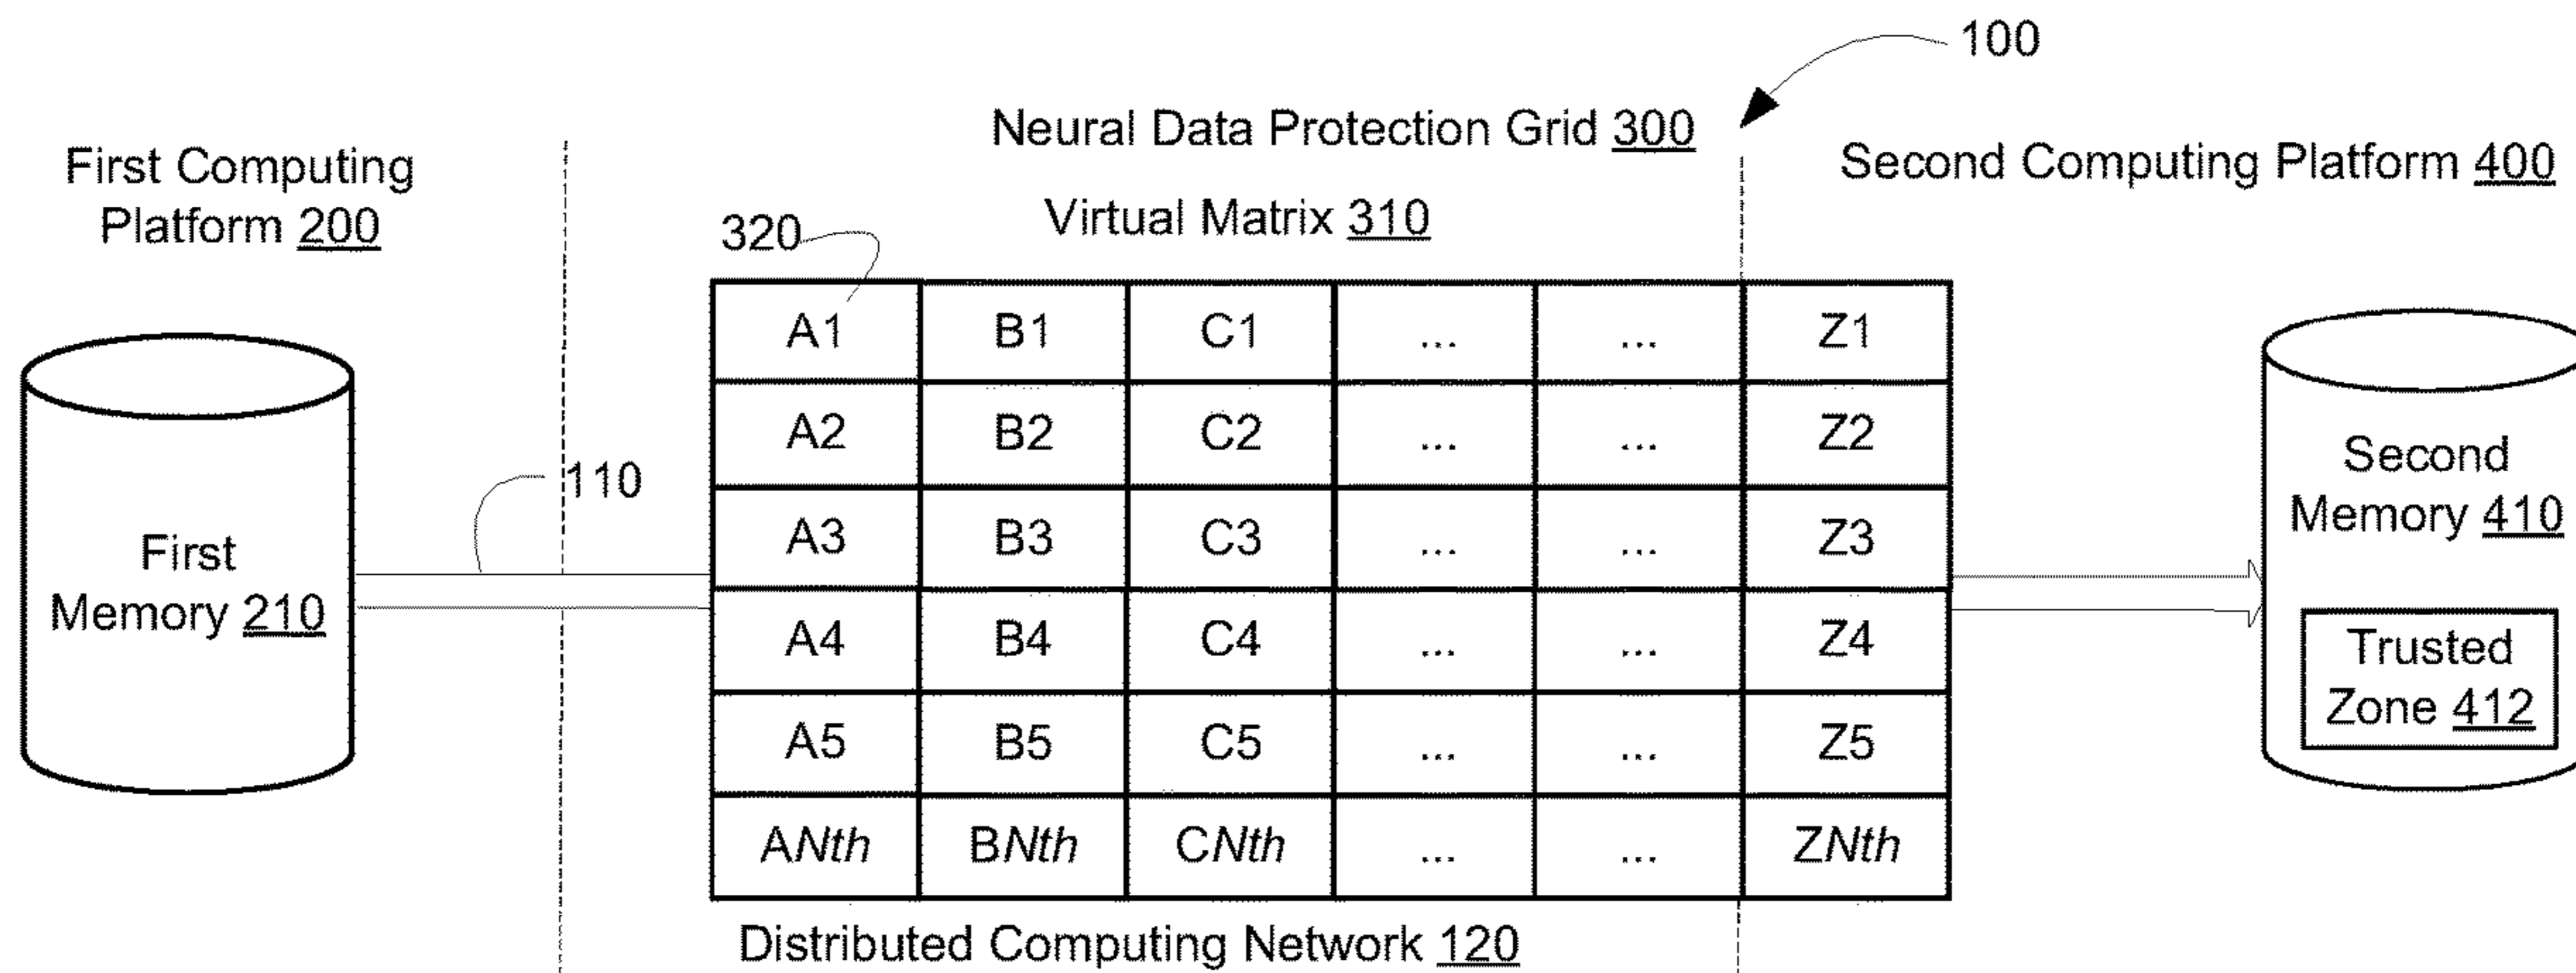 100
Neural Data Protection Grid 300
First Computing
Platform 200
Second Computing Platform 400
Virtual Matrix 310
320
A1 B1 C1 ... ... Z1
A2 B2 C2 ... ... Z2
A3 B3 C3 ... ... Z3
A4 B4 C4 ... ... Z4
A5 B5 C5 ... ... Z5
ANth BNth CNth ... ... ZNth
110
First
Memory 210
Second
Memory 410
Trusted
Zone 412
Distributed Computing Network 120